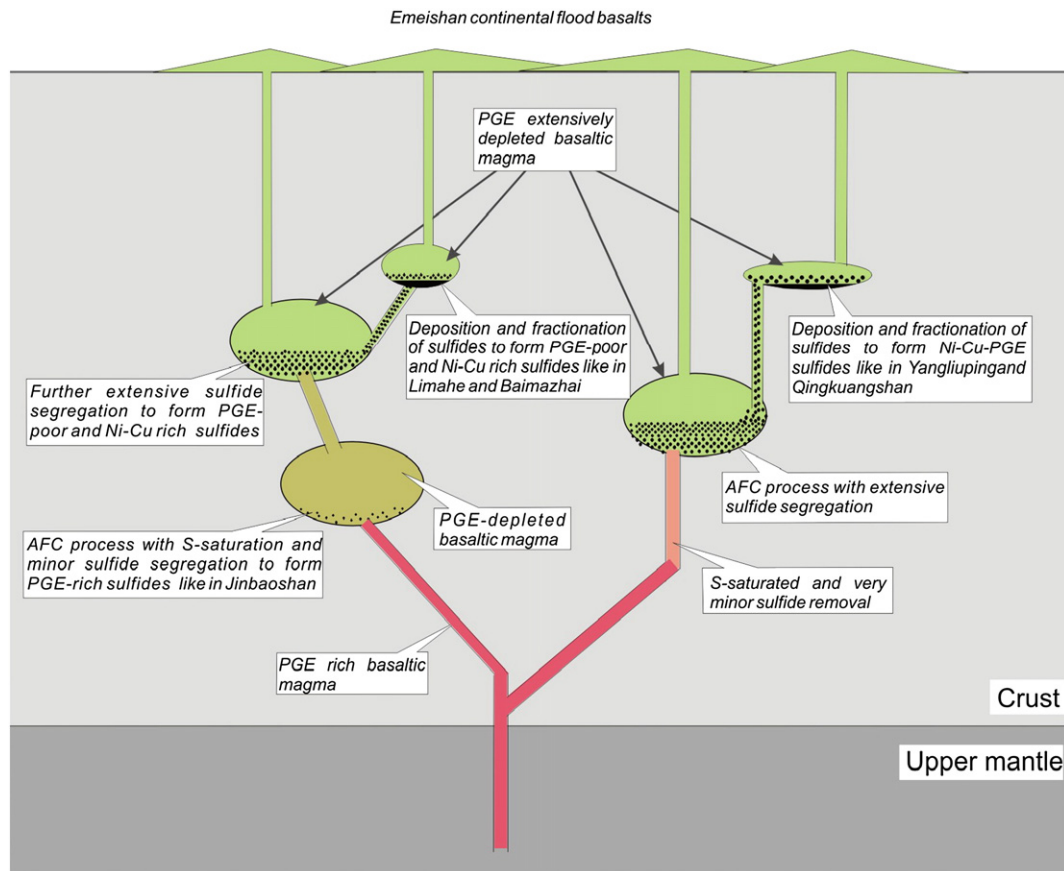 Emeishan continental flood basalts
PGE extensively
depleted basaltic
magma
Deposition and fractionation
of sulfides to form PGE-poor
and Ni-Cu rich sulfides like in
Limahe and Baimazhai
Deposition and fractionation of
sulfides to form Ni-Cu-PGE
sulfides like in Yangliupingand
Qingkuangshan
Further extensive sulfide
segregation to form PGE-
poor and Ni-Cu rich sulfides
AFC process with extensive
sulfide segregation
PGE-depleted
basaltic magma
AFC process with S-saturation and
minor sulfide segregation to form
PGE-rich sulfides like in Jinbaoshan
S-saturated and very
minor sulfide removal
PGE rich basaltic
magma
Crust
Upper mantle